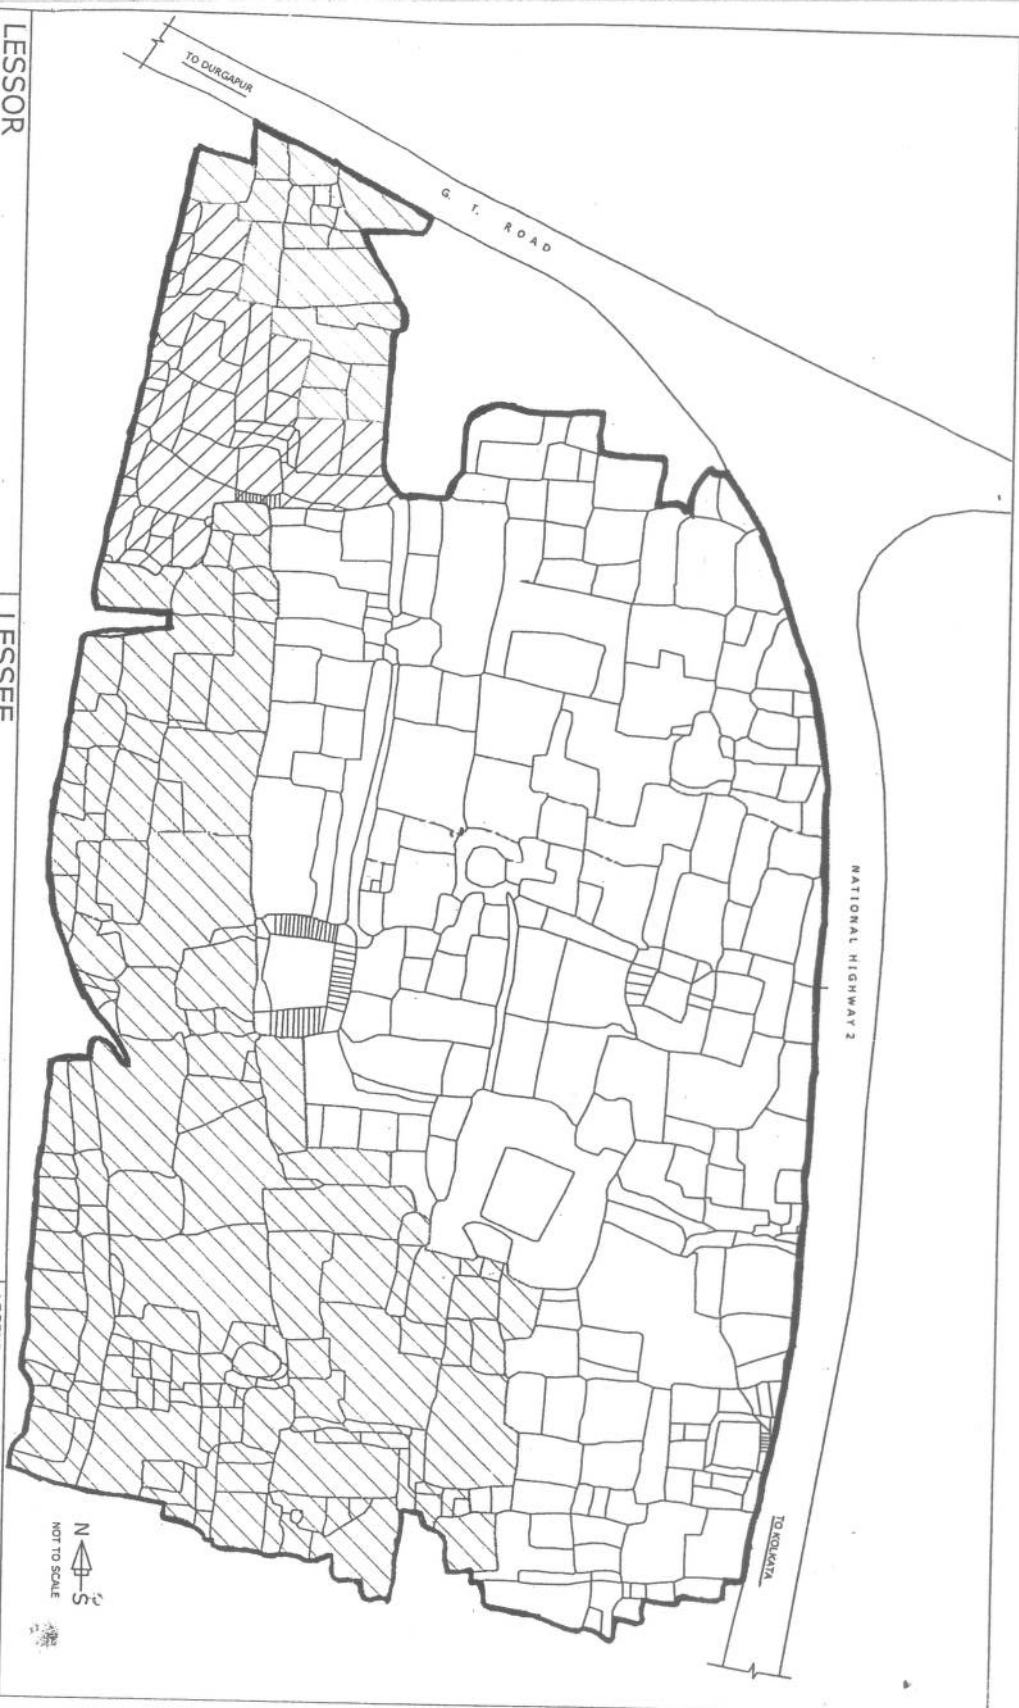 LESSOR
LESSEE
TO DURGAPUR
G. T. ROAD
NATIONAL HIGHWAY 2
TO KOLKATA
N S
NOT TO SCALE